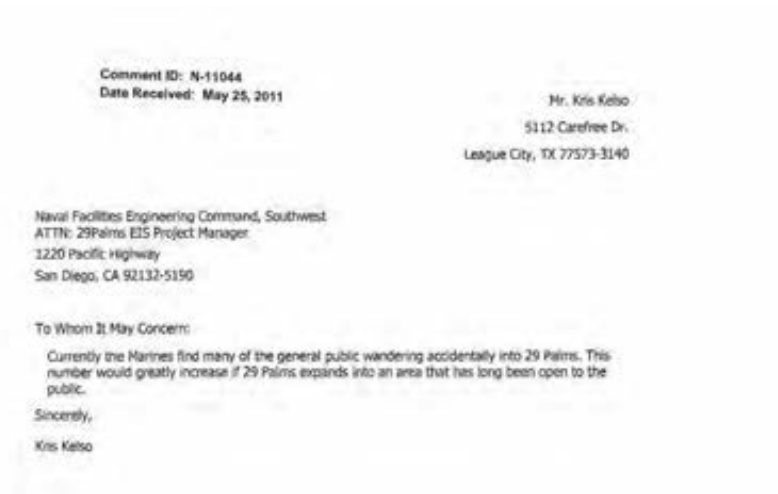 Comment ID: N-11044
Date Received: May 25, 2011
Mr. Kris Kelso
5112 Carefree Dr.
League City, TX 77573-3140
Naval Facilities Engineering Command, Southwest
ATTN: 29Palms EIS Project Manager
1220 Pacific Highway
San Diego, CA 92132-5190
To Whom It May Concern:
Currently the Marines find many of the general public wandering accidentally into 29 Palms. This
number would greatly increase if 29 Palms expands into an area that has long been open to the
public.
Sincerely,
Kris Kelso